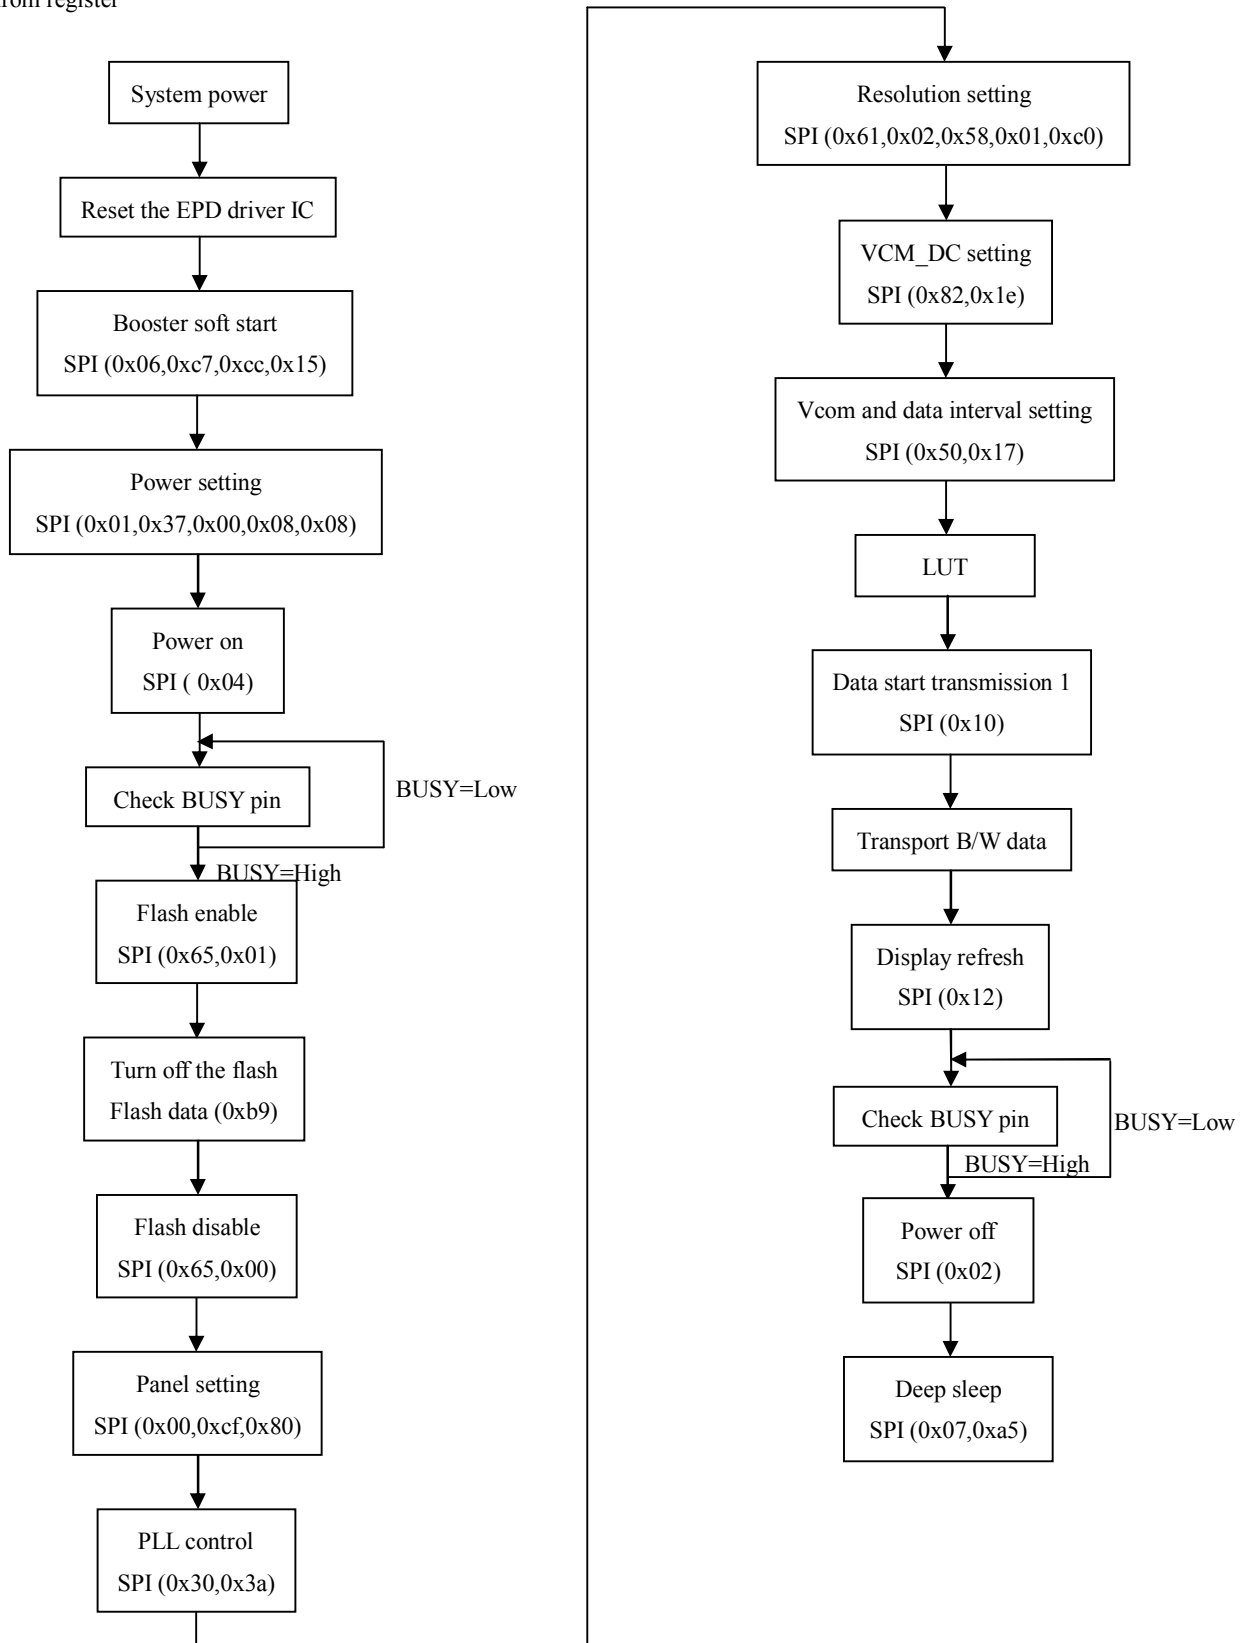 from register
System power
Reset the EPD driver IC
Booster soft start
SPI (0x06,0xc7,0xcc,0x15)
Power setting
SPI (0x01,0x37,0x00,0x08,0x08)
Power on
SPI ( 0x04)
Check BUSY pin
BUSY=Low
BUSY=High
Flash enable
SPI (0x65,0x01)
Turn off the flash
Flash data (0xb9)
Flash disable
SPI (0x65,0x00)
Panel setting
SPI (0x00,0xcf,0x80)
PLL control
SPI (0x30,0x3a)
Resolution setting
SPI (0x61,0x02,0x58,0x01,0xc0)
VCM_DC setting
SPI (0x82,0x1e)
Vcom and data interval setting
SPI (0x50,0x17)
LUT
Data start transmission 1
SPI (0x10)
Transport B/W data
Display refresh
SPI (0x12)
Check BUSY pin
BUSY=Low
BUSY=High
Power off
SPI (0x02)
Deep sleep
SPI (0x07,0xa5)